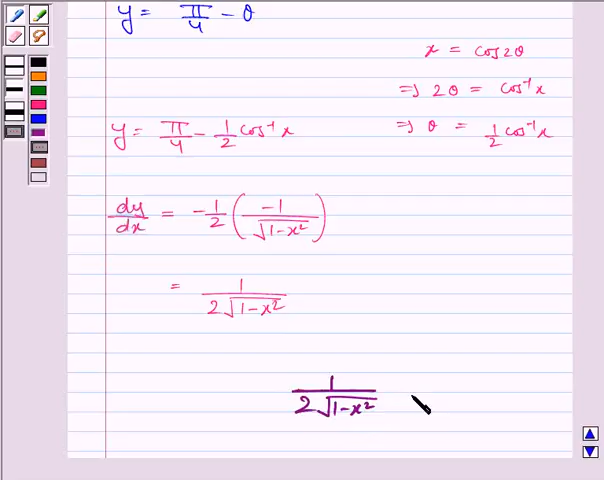 y = π/4 − θ
x = cos2θ
⇒ 2θ = cos⁻¹x
y = π/4 − 1/2 cos⁻¹x ⇒ θ = 1/2 cos⁻¹x
dy/dx = −1/2 (−1/√(1−x²))
= 1/(2√(1−x²))
1/(2√(1−x²))